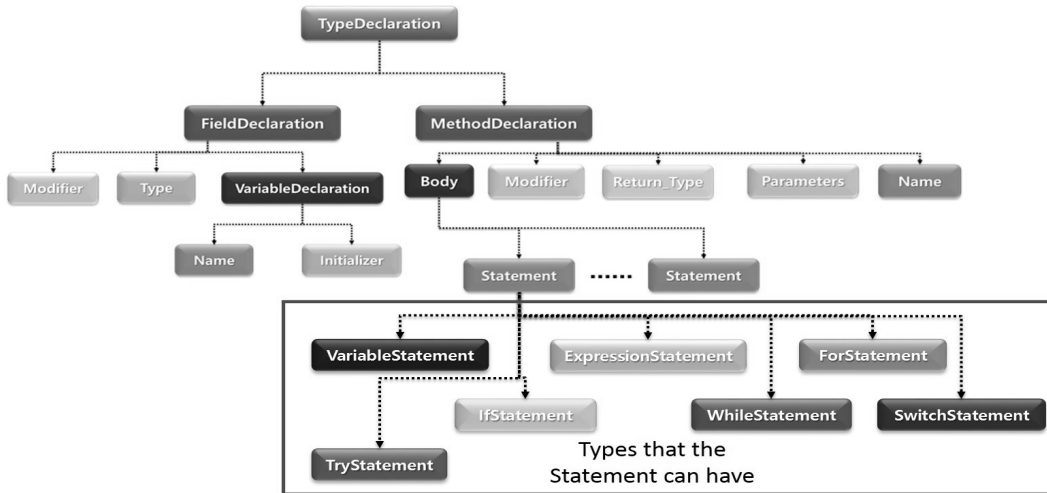 TypeDeclaration
FieldDeclaration
MethodDeclaration
Modifier
Type
VariableDeclaration
Body
Modifier
Return_Type
Parameters
Name
Name
Initializer
Statement
Statement
VariableStatement
ExpressionStatement
ForStatement
IfStatement
WhileStatement
SwitchStatement
TryStatement
Types that the
Statement can have